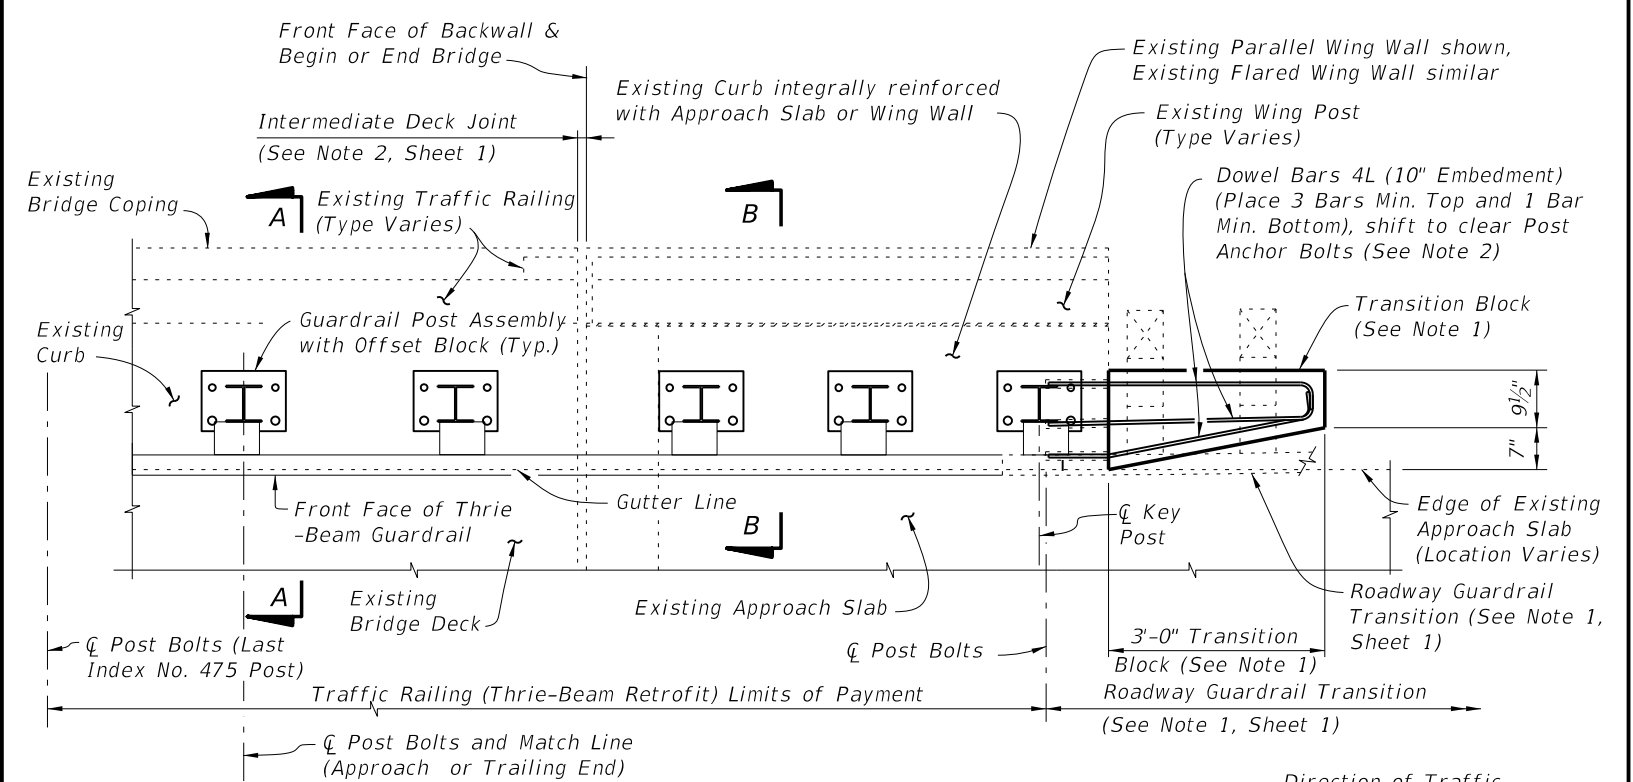 Front Face of Backwall &
Begin or End Bridge
Existing Parallel Wing Wall shown,
Existing Flared Wing Wall similar
Existing Curb integrally reinforced
with Approach Slab or Wing Wall
Existing Wing Post
(Type Varies)
Intermediate Deck Joint
(See Note 2, Sheet 1)
Existing
Bridge Coping
A
Existing Traffic Railing
(Type Varies)
B
Dowel Bars 4L (10" Embedment)
(Place 3 Bars Min. Top and 1 Bar
Min. Bottom), shift to clear Post
Anchor Bolts (See Note 2)
Transition Block
(See Note 1)
Existing
Curb
Guardrail Post Assembly
with Offset Block (Typ.)
9½"
7"
Front Face of Thrie
-Beam Guardrail
Gutter Line
B
℄ Key
Post
Edge of Existing
Approach Slab
(Location Varies)
A
Existing
Bridge Deck
Existing Approach Slab
Roadway Guardrail
Transition (See Note 1,
Sheet 1)
℄ Post Bolts (Last
Index No. 475 Post)
℄ Post Bolts
3'-0" Transition
Block (See Note 1)
Traffic Railing (Thrie-Beam Retrofit) Limits of Payment
Roadway Guardrail Transition
(See Note 1, Sheet 1)
℄ Post Bolts and Match Line
(Approach or Trailing End)
Direction of Traffic